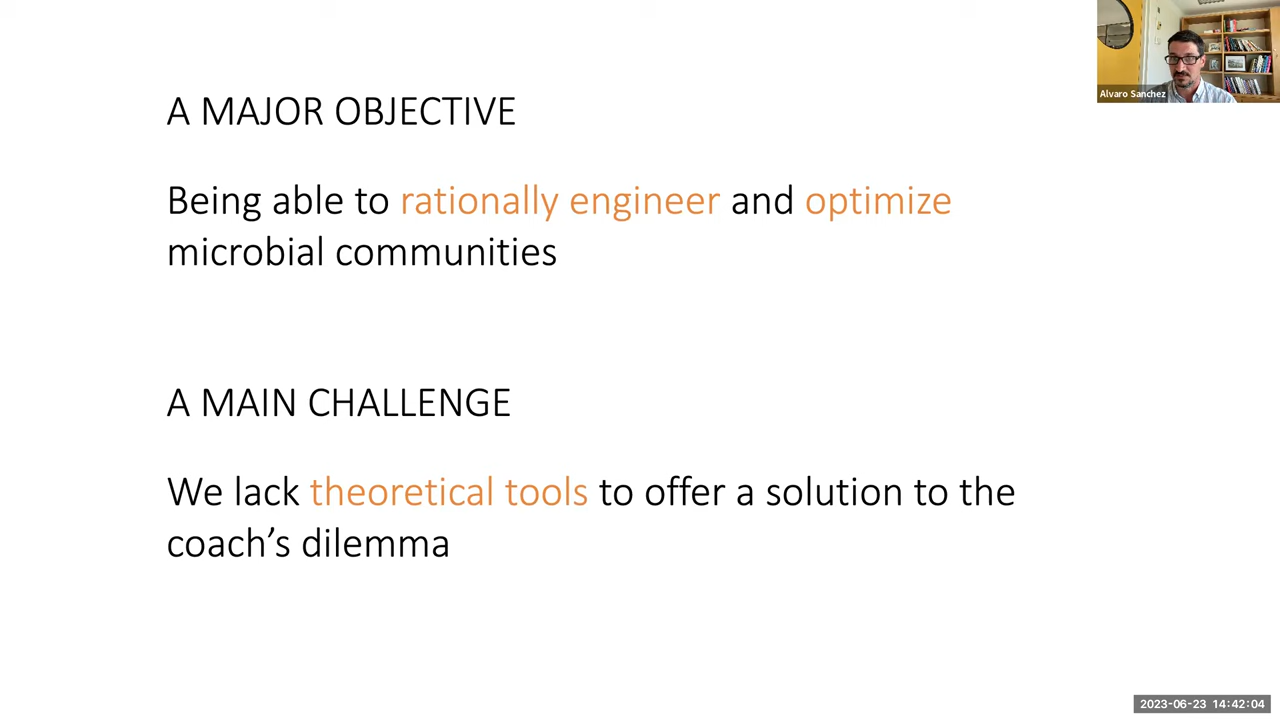 Alvaro Sanchez
A MAJOR OBJECTIVE
Being able to rationally engineer and optimize
microbial communities
A MAIN CHALLENGE
We lack theoretical tools to offer a solution to the
coach’s dilemma
2023-06-23 14:42:04